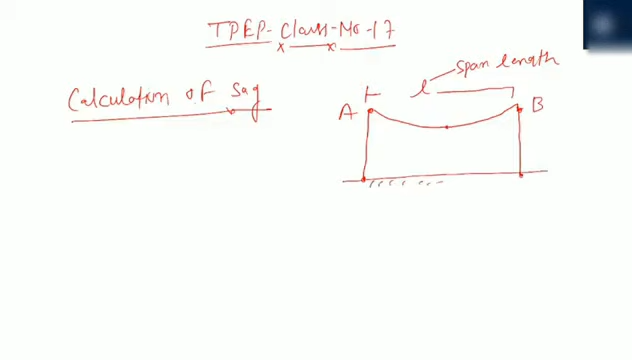 TPEP-Class-No-17
span length
Calculation of Sag
l
A
B